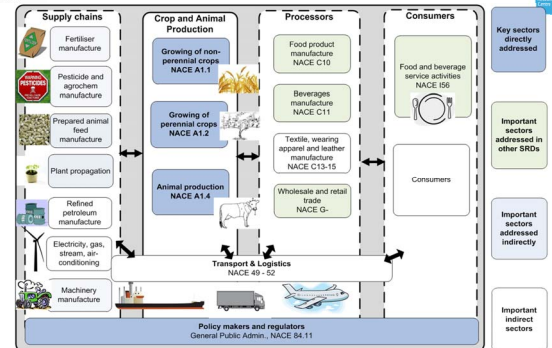 Supply chains
Fertiliser
manufacture
Pesticide and
agrochem
manufacture
Prepared animal
feed
manufacture
Plant propagation
Refined
petroleum
manufacture
Electricity, gas,
stream, air-
conditioning
Machinery
manufacture
WARNING
PESTICIDES
Crop and Animal
Production
Growing of non-
perennial crops
NACE A1.1
Growing of
perennial crops
NACE A1.2
Animal production
NACE A1.4
Processors
Food product
manufacture
NACE C10
Beverages
manufacture
NACE C11
Textile, wearing
apparel and leather
manufacture
NACE C13-15
Wholesale and retail
trade
NACE G-
Consumers
Food and beverage
service activities
NACE I56
Consumers
Transport & Logistics
NACE 49 - 52
Policy makers and regulators
General Public Admin., NACE 84.11
Key sectors
directly
addressed
Important
sectors
addressed in
other SRDs
Important
sectors
addressed
indirectly
Important
indirect
sectors